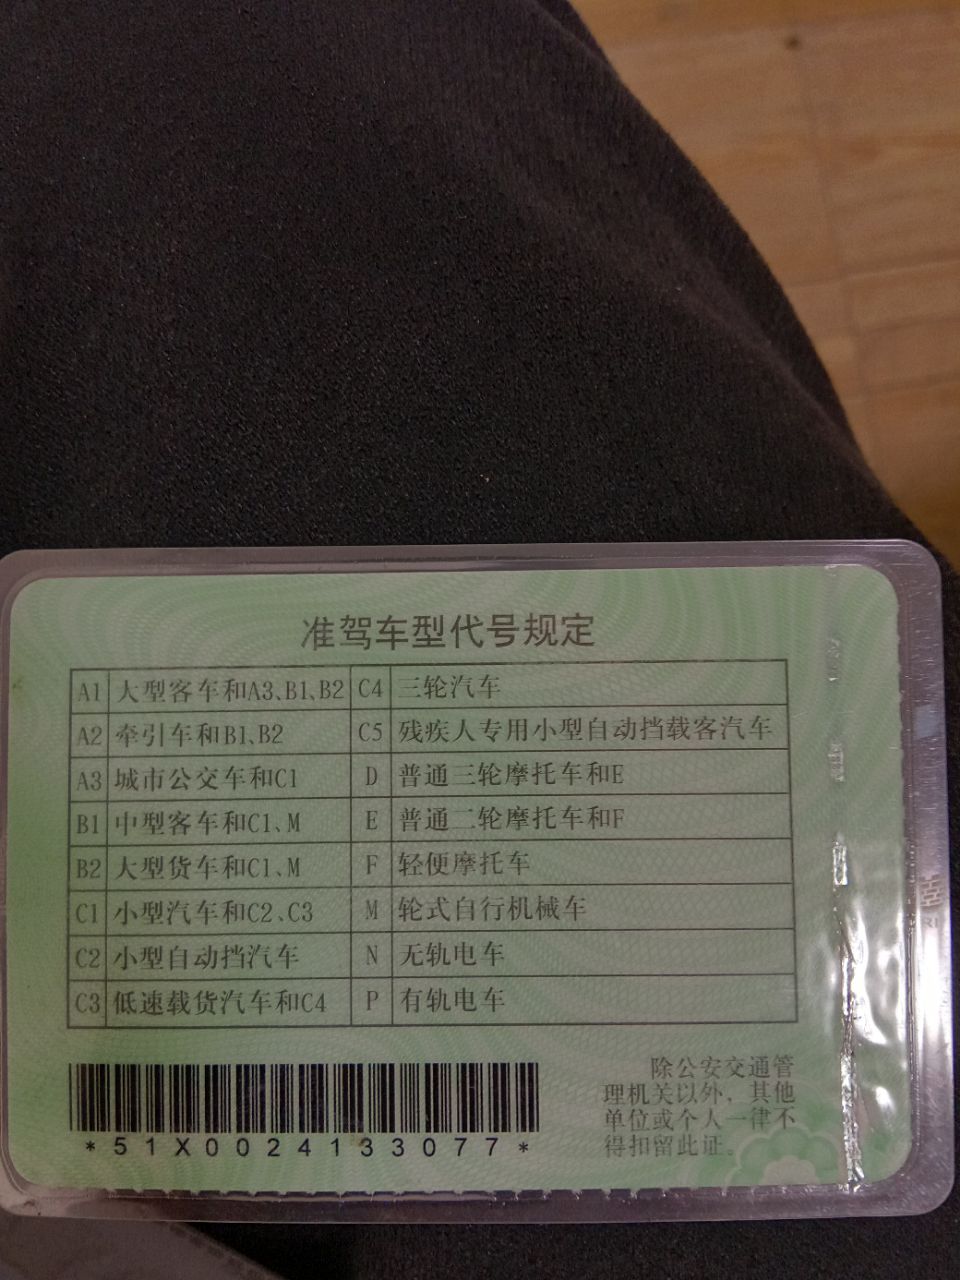 准驾车型代号规定
A1 大型客车和A3、B1、B2 C4 三轮汽车
A2 牵引车和B1、B2 C5 残疾人专用小型自动挡载客汽车
A3 城市公交车和C1 D 普通三轮摩托车和E
B1 中型客车和C1、M E 普通二轮摩托车和F
B2 大型货车和C1、M F 轻便摩托车
C1 小型汽车和C2、C3 M 轮式自行机械车
C2 小型自动挡汽车 N 无轨电车
C3 低速载货汽车和C4 P 有轨电车
除公安交通管
理机关以外，其他
单位或个人一律不
得扣留此证。
*51X0024133077*